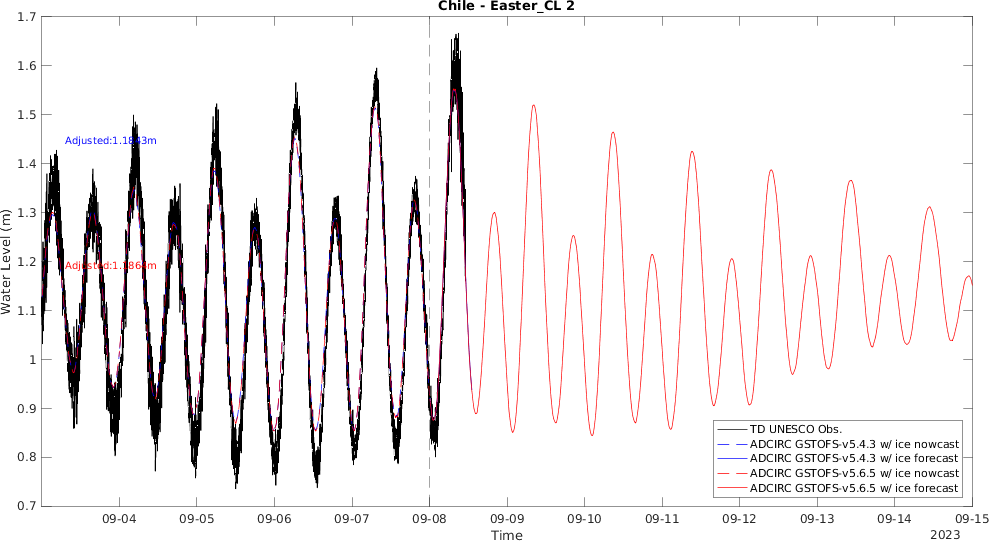 Chile - Easter_CL 2
1.7
1.6
1.5
1.4
1.3
1.2
1.1
1
0.9
0.8
0.7
Water Level (m)
Adjusted:
Adjusted:
TD UNESCO Obs.
ADCIRC GSTOFS-v5.4.3 w/ ice nowcast
ADCIRC GSTOFS-v5.4.3 w/ ice forecast
ADCIRC GSTOFS-v5.6.5 w/ ice nowcast
ADCIRC GSTOFS-v5.6.5 w/ ice forecast
09-04 09-05 09-06 09-07 09-08 09-09 09-10 09-11 09-12 09-13 09-14 09-15
Time
2023